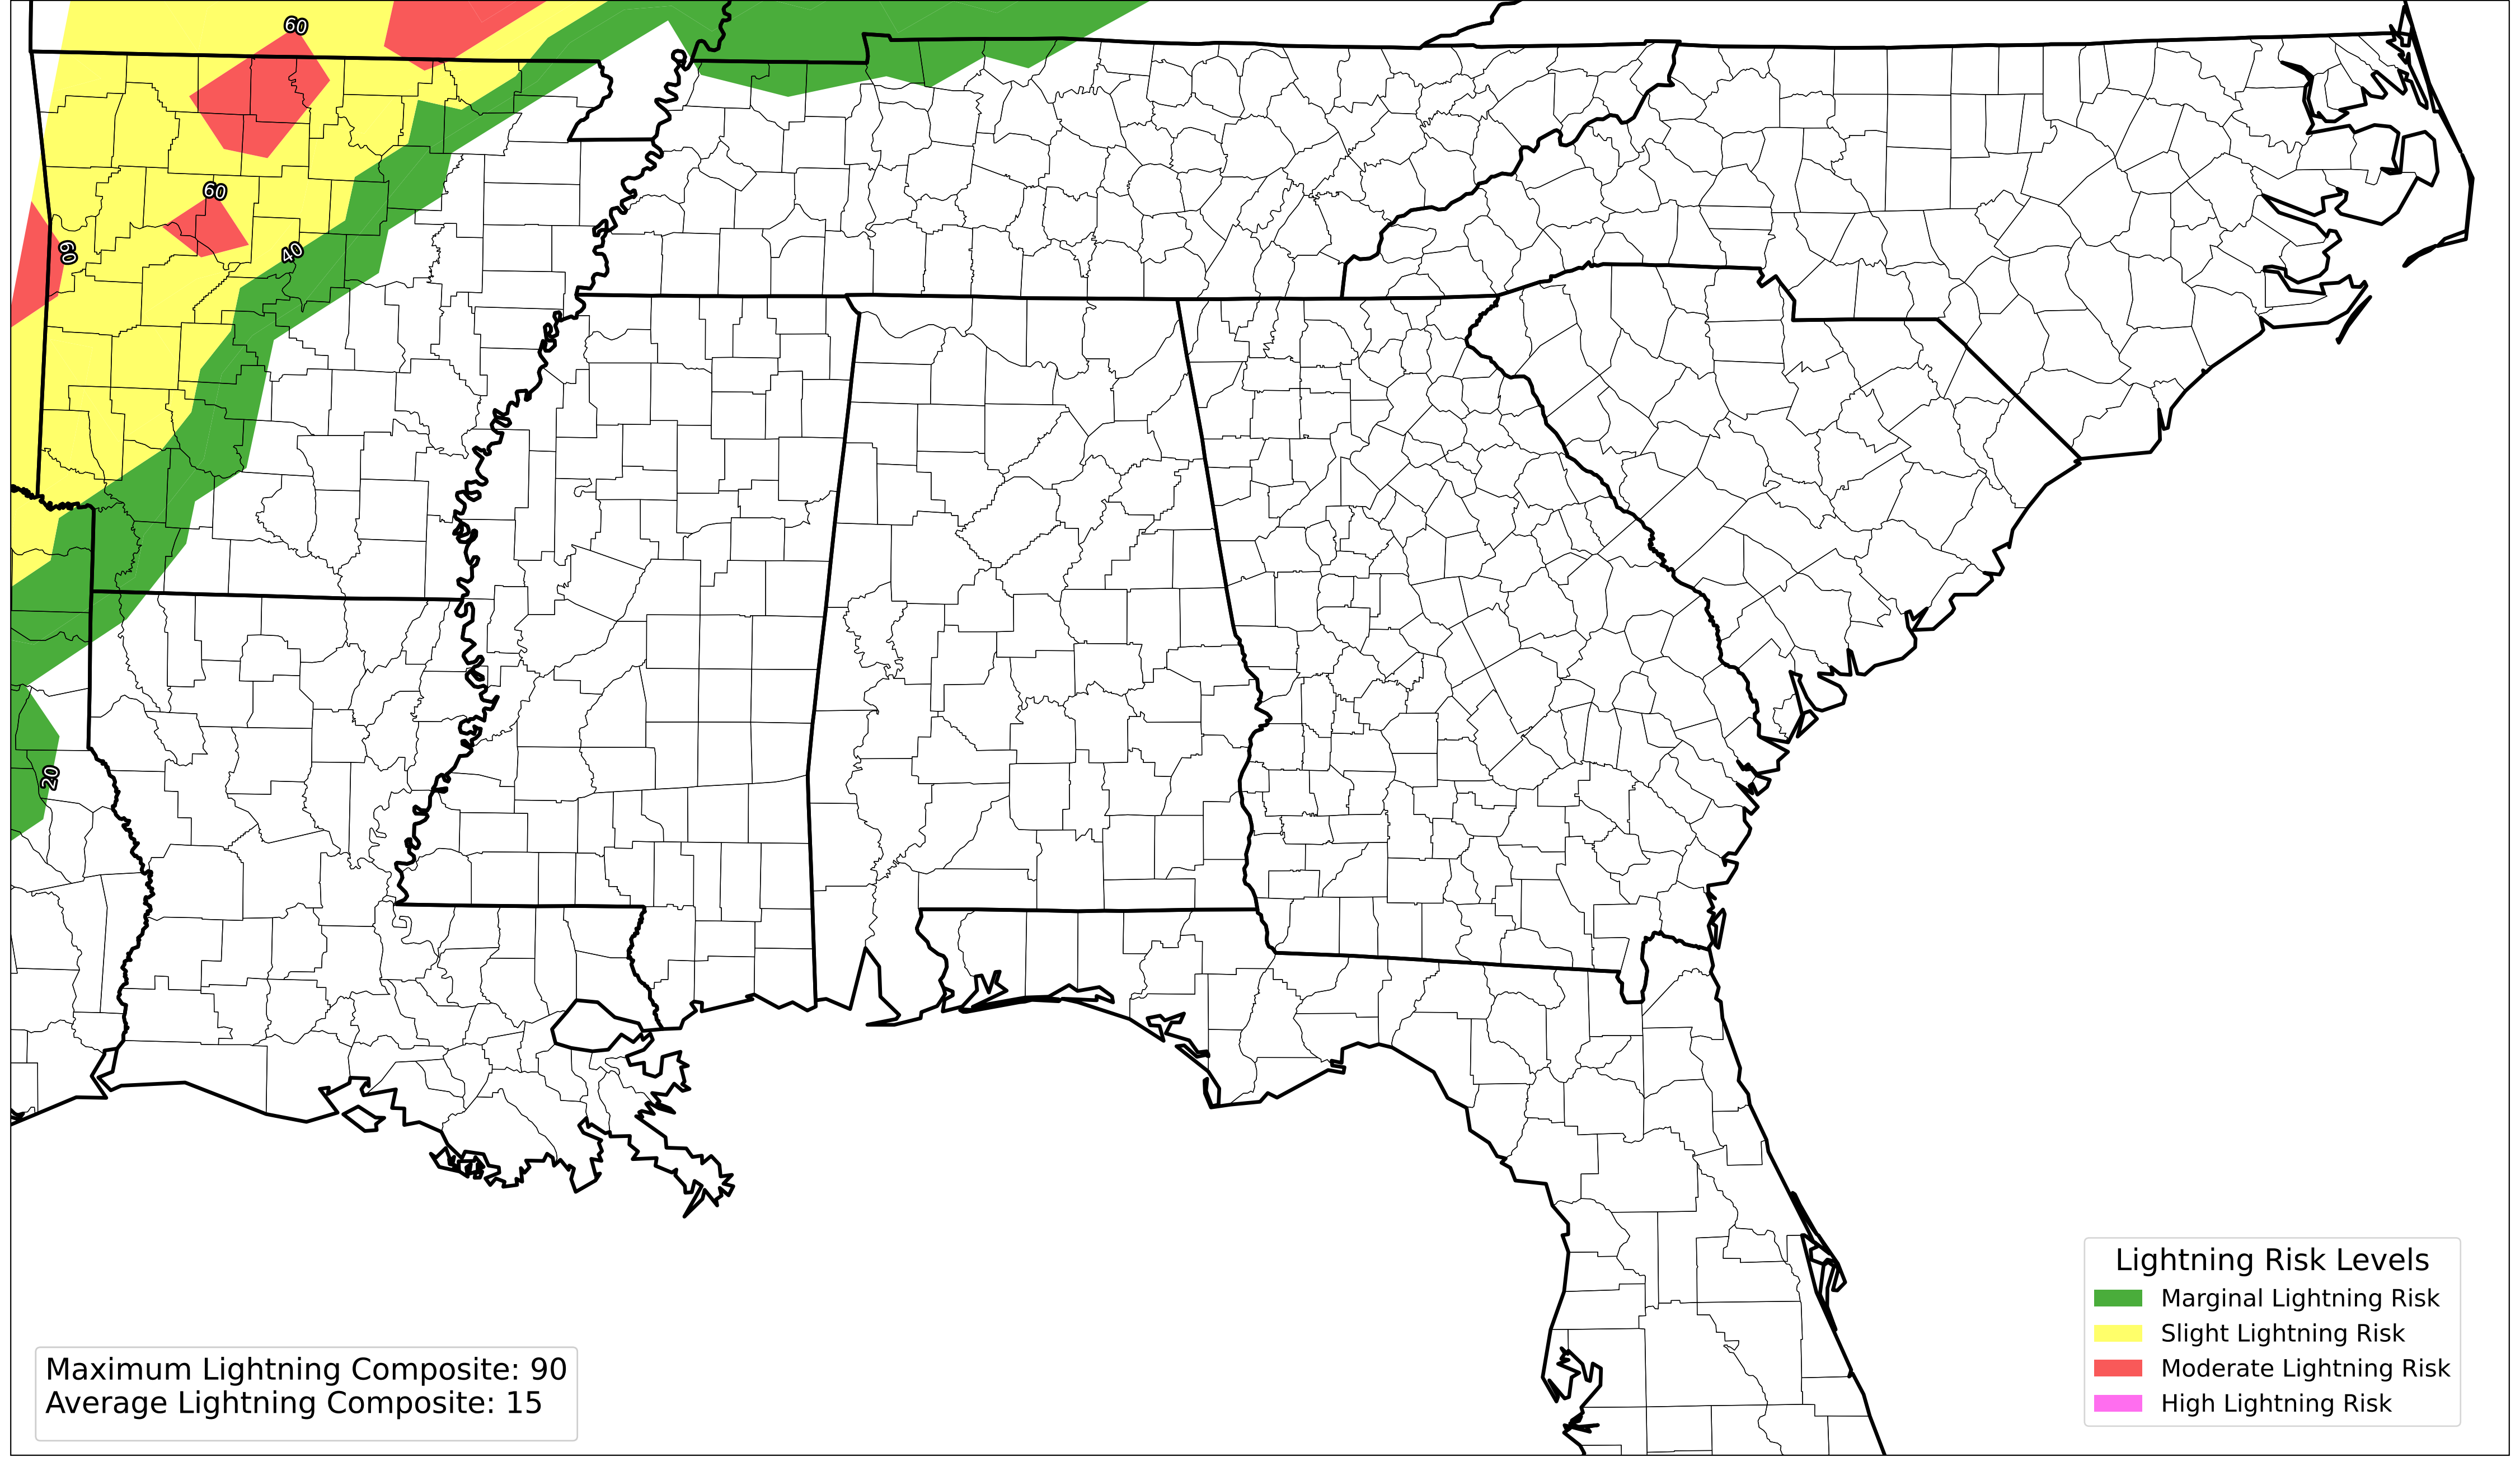 60
60
60
40
20
Lightning Risk Levels
Marginal Lightning Risk
Slight Lightning Risk
Moderate Lightning Risk
High Lightning Risk
Maximum Lightning Composite: 90
Average Lightning Composite: 15